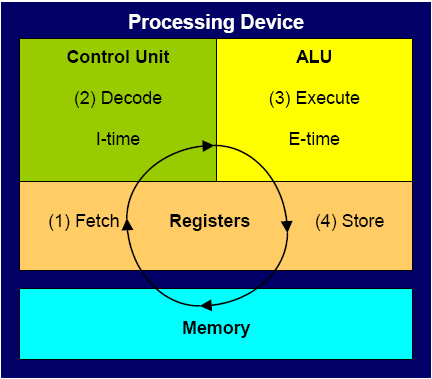 Processing Device
Control Unit
(2) Decode
I-time
ALU
(3) Execute
E-time
(1) Fetch
Registers
(4) Store
Memory